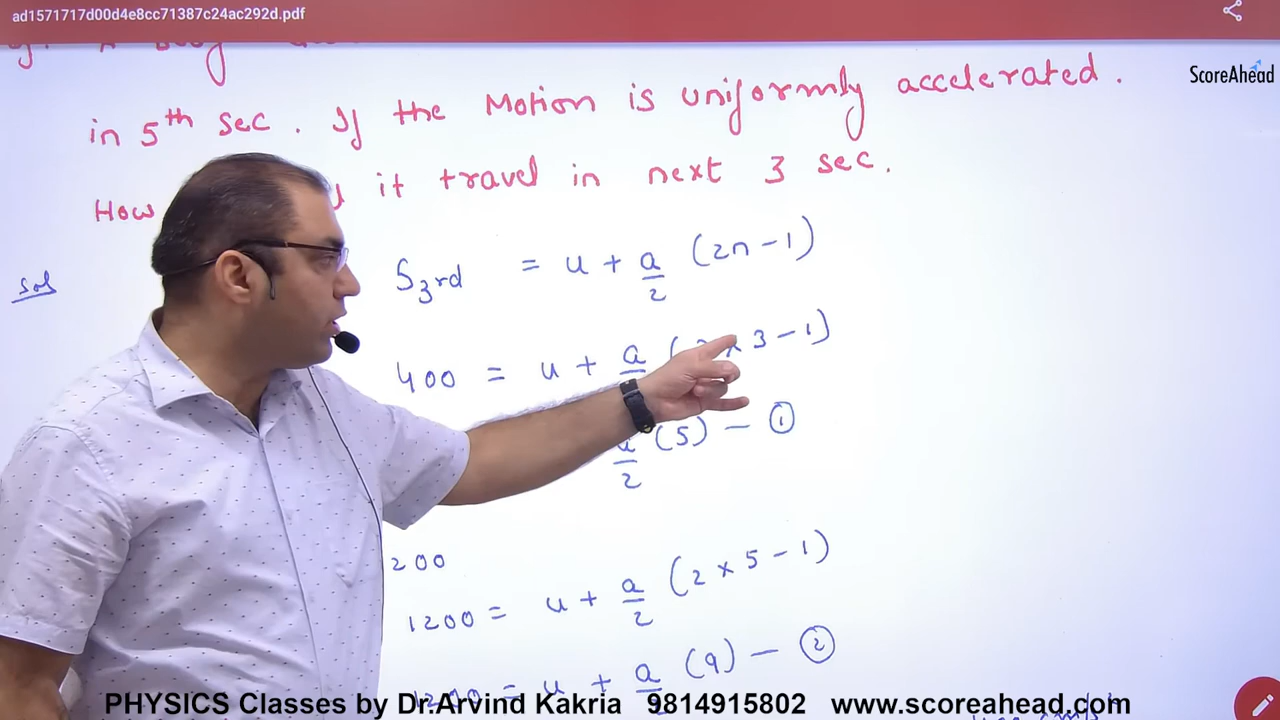 ad1571717d00d4e8cc71387c24ac292d.pdf
ScoreAhead
in 5th sec. If the Motion is uniformly accelerated.
How it travel in next 3 sec.
Sol
S3rd = u + a/2 (2n - 1)
400 = u + a × 3 - 1)
2 (5) - ①
200
1200 = u + a/2 (2 × 5 - 1)
1200 = u + a (9) - ②
PHYSICS Classes by Dr.Arvind Kakria 9814915802 www.scoreahead.com